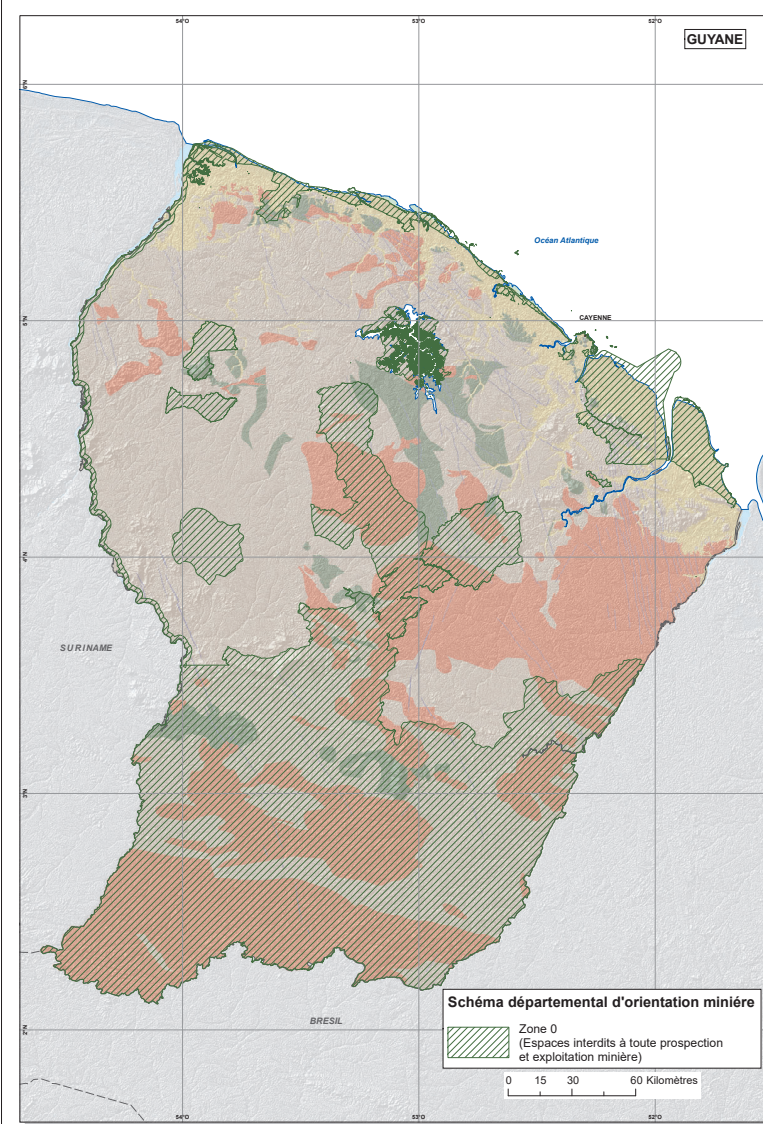 54°O
53°O
52°O
GUYANE
6°N
Océan Atlantique
5°N
CAYENNE
4°N
SURINAME
3°N
Schéma départemental d'orientation miniére
Zone 0
(Espaces interdits à toute prospection
et exploitation minière)
BRESIL
2°N
0 15 30 60 Kilomètres
54°O
53°O
52°O